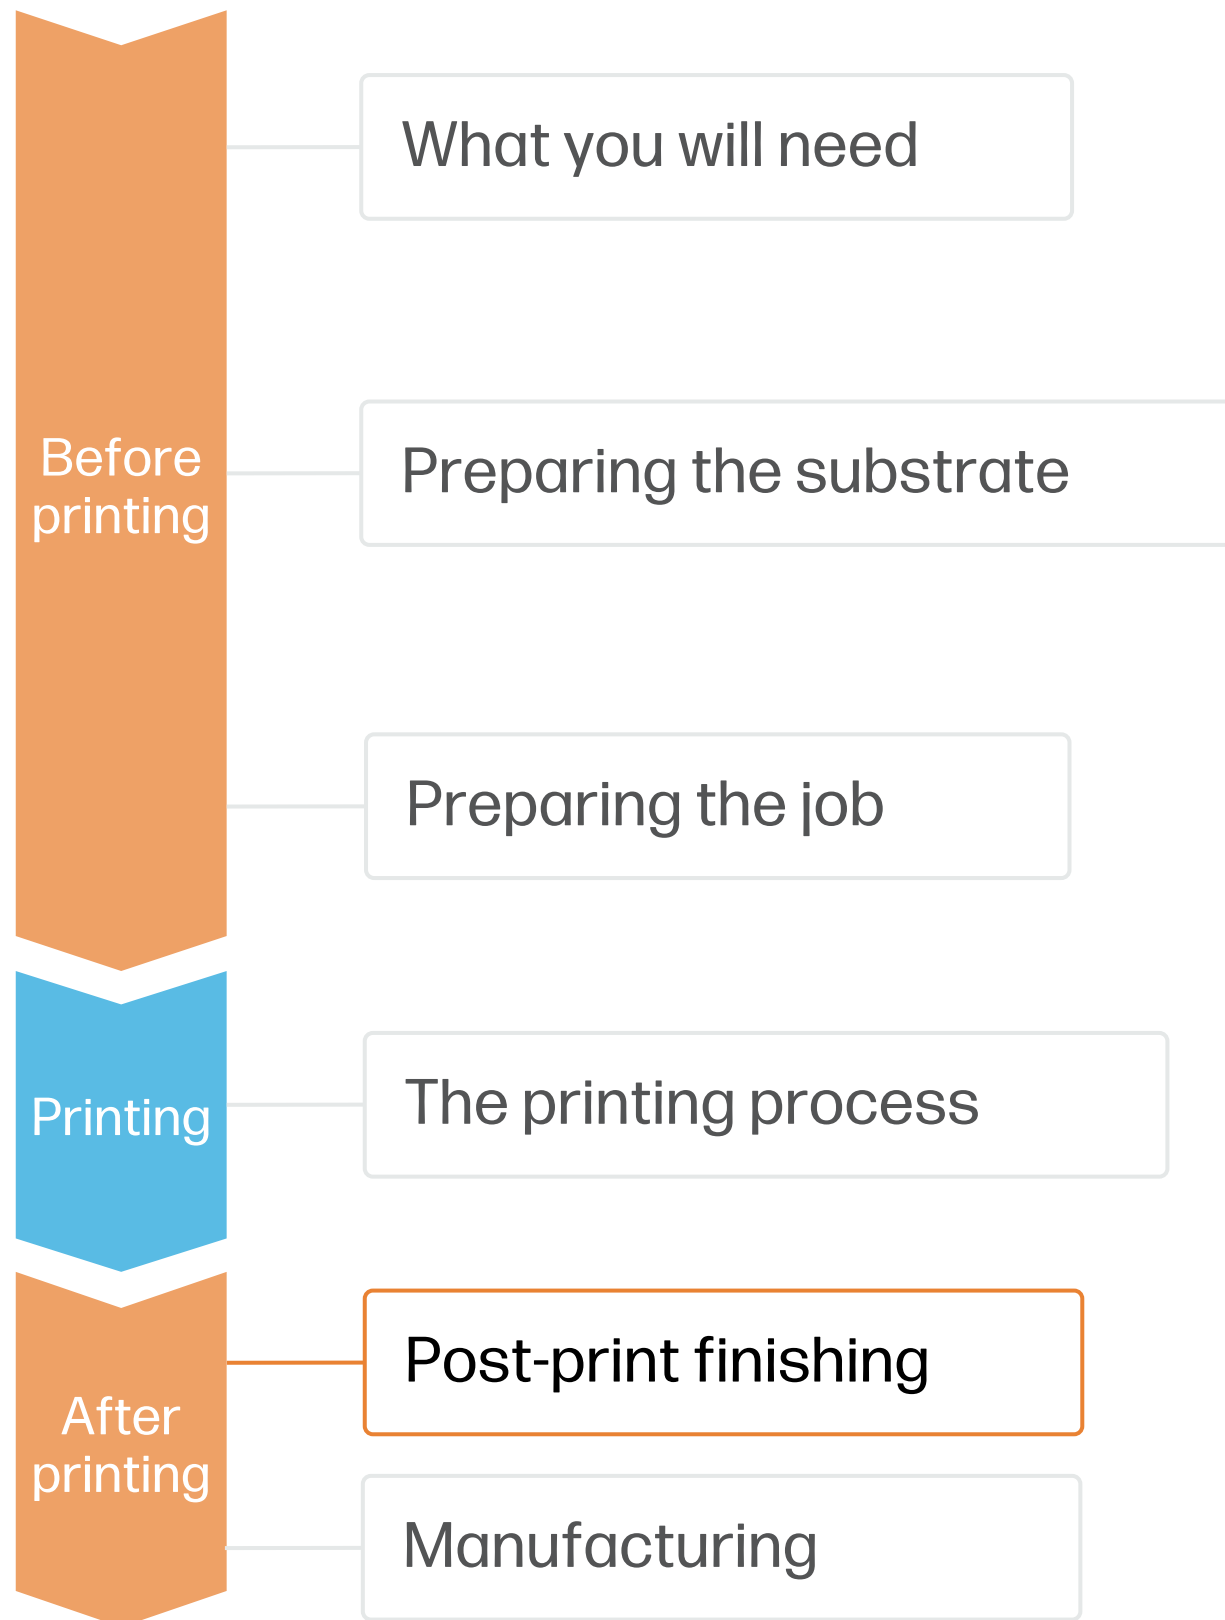 What you will need
Before
printing
Preparing the substrate
Preparing the job
Printing
The printing process
After
printing
Post-print finishing
Manufacturing